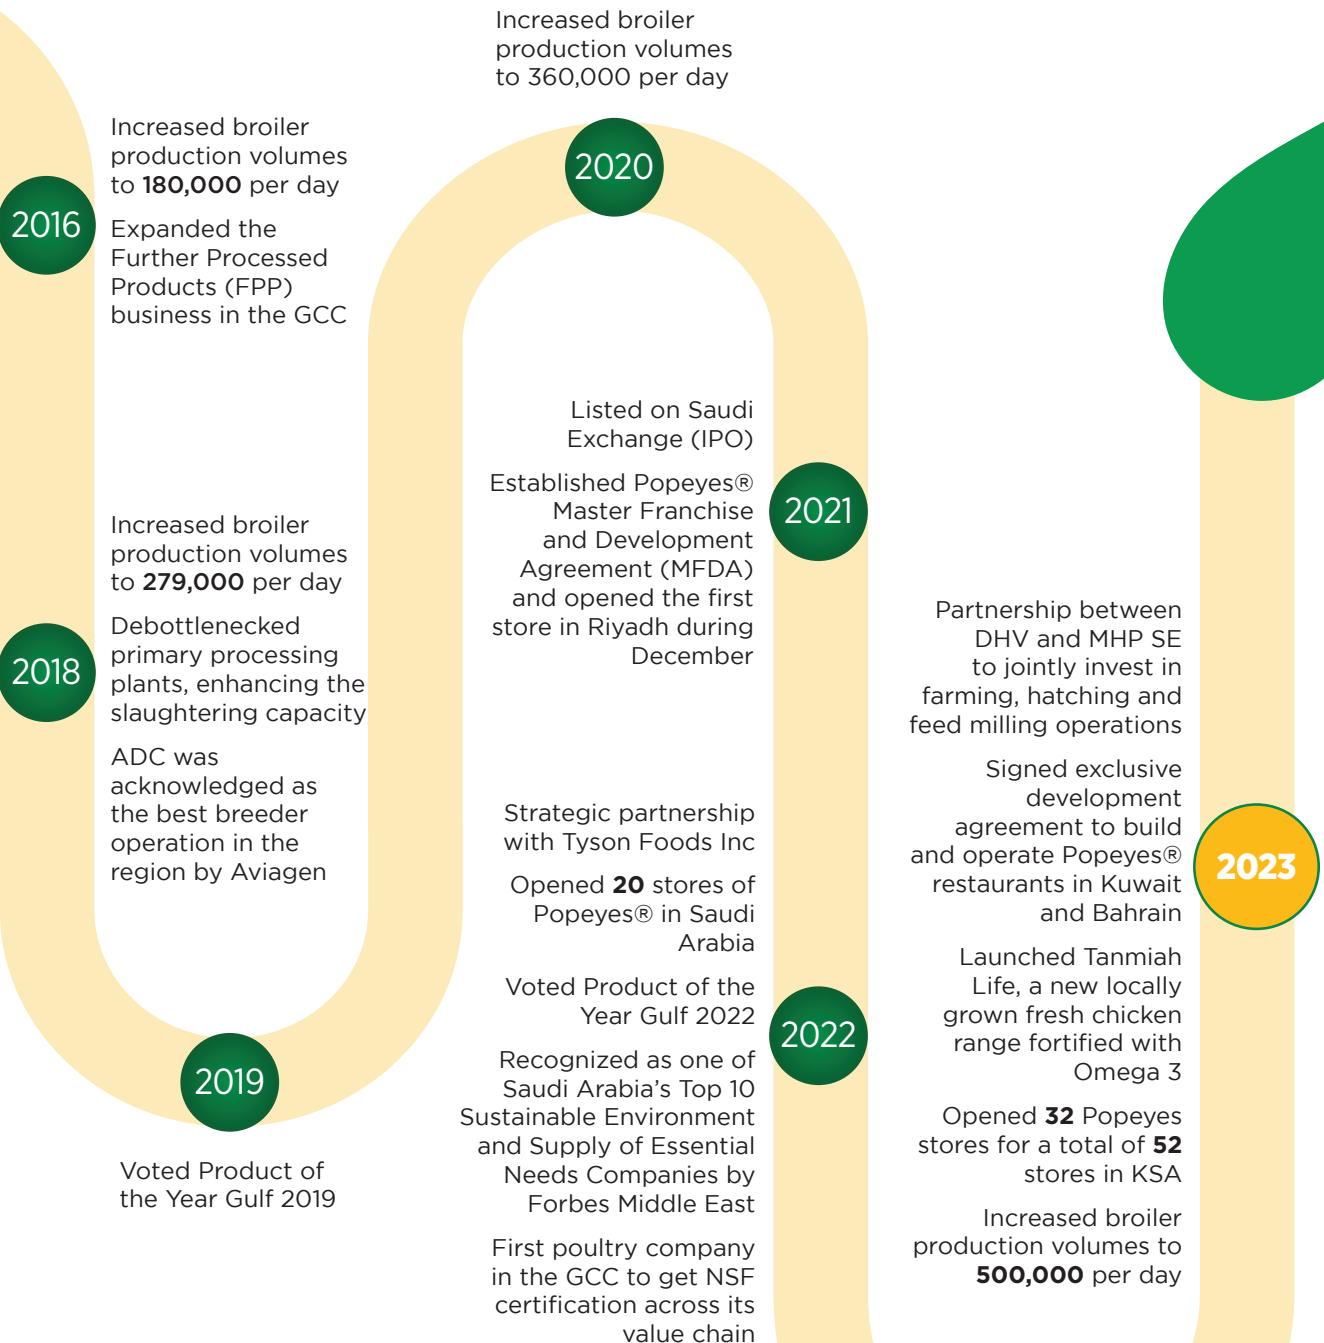 2016
Increased broiler
production volumes
to 180,000 per day
Expanded the
Further Processed
Products (FPP)
business in the GCC
2018
Increased broiler
production volumes
to 279,000 per day
Debottlenecked
primary processing
plants, enhancing the
slaughtering capacity
ADC was
acknowledged as
the best breeder
operation in the
region by Aviagen
2019
Voted Product of
the Year Gulf 2019
Increased broiler
production volumes
to 360,000 per day
2020
Listed on Saudi
Exchange (IPO)
Established Popeyes®
Master Franchise
and Development
Agreement (MFDA)
and opened the first
store in Riyadh during
December
2021
Strategic partnership
with Tyson Foods Inc
Opened 20 stores of
Popeyes® in Saudi
Arabia
Voted Product of the
Year Gulf 2022
Recognized as one of
Saudi Arabia's Top 10
Sustainable Environment
and Supply of Essential
Needs Companies by
Forbes Middle East
First poultry company
in the GCC to get NSF
certification across its
value chain
2022
Partnership between
DHV and MHP SE
to jointly invest in
farming, hatching and
feed milling operations
Signed exclusive
development
agreement to build
and operate Popeyes®
restaurants in Kuwait
and Bahrain
Launched Tanmiah
Life, a new locally
grown fresh chicken
range fortified with
Omega 3
Opened 32 Popeyes
stores for a total of 52
stores in KSA
Increased broiler
production volumes to
500,000 per day
2023